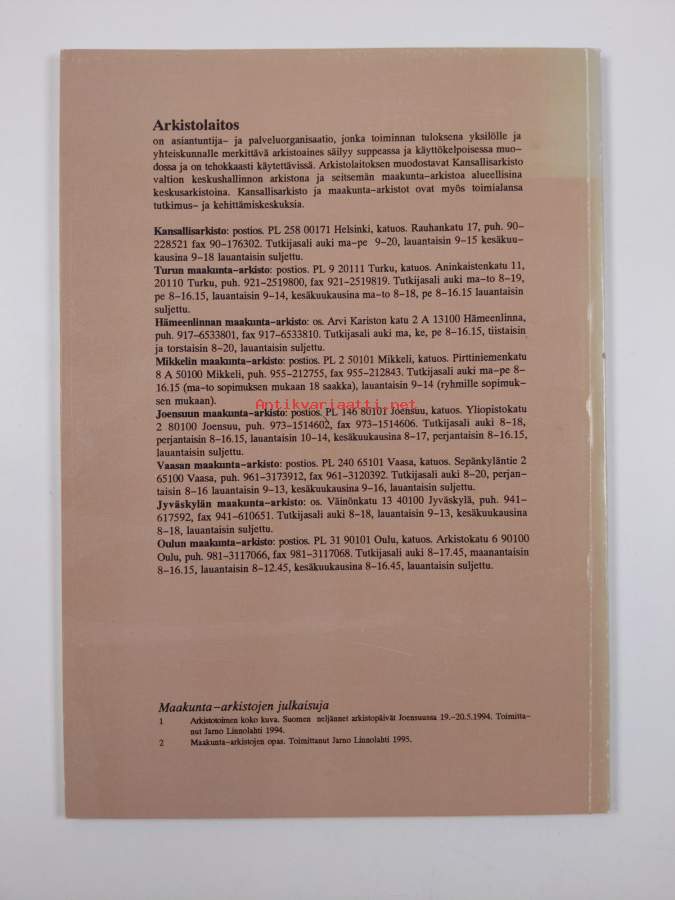 Arkistolaitos
on asiantuntija- ja palveluorganisaatio, jonka toiminnan tuloksena yksilölle ja
yhteiskunnalle merkittävä arkistoaines säilyy suppeassa ja käyttökelpoisessa muo-
dossa ja on tehokkaasti käytettävissä. Arkistolaitoksen muodostavat Kansallisarkisto
valtion keskushallinnon arkistona ja seitsemän maakunta-arkistoa alueellisina
keskusarkistoina. Kansallisarkisto ja maakunta-arkistot ovat myös toimialansa
tutkimus- ja kehittämiskeskuksia.
Kansallisarkisto: postios. PL 258 00171 Helsinki, katuos. Rauhankatu 17, puh. 90-
228521 fax 90-176302. Tutkijasali auki ma-pe 9-20, lauantaisin 9-15 kesäkuu-
kausina 9-18 lauantaisin suljettu.
Turun maakunta-arkisto: postios. PL 9 20111 Turku, katuos. Aninkaistenkatu 11,
20110 Turku, puh. 921-2519800, fax 921-2519819. Tutkijasali auki ma-to 8-19,
pe 8-16.15, lauantaisin 9-14, kesäkuukausina ma-to 8-18, pe 8-16.15 lauantaisin
suljettu.
Hämeenlinnan maakunta-arkisto: os. Arvi Kariston katu 2 A 13100 Hämeenlinna,
puh. 917-6533801, fax 917-6533810. Tutkijasali auki ma, ke, pe 8-16.15, tiistaisin
ja torstaisin 8-20, lauantaisin suljettu.
Mikkelin maakunta-arkisto: postios. PL 2 50101 Mikkeli, katuos. Pirttiniemenkatu
8 A 50100 Mikkeli, puh. 955-212755, fax 955-212843. Tutkijasali auki ma-pe 8-
16.15 (ma-to sopimuksen mukaan 18 saakka), lauantaisin 9-14 (ryhmille sopimuk-
sen mukaan).
Antikvariaatti.net
Joensuun maakunta-arkisto: postios. PL 146 80101 Joensuu, katuos. Yliopistokatu
2 80100 Joensuu, puh. 973-1514602, fax 973-1514606. Tutkijasali auki 8-18,
perjantaisin 8-16.15, lauantaisin 10-14, kesäkuukausina 8-17, perjantaisin 8-16.15,
lauantaisin suljettu.
Vaasan maakunta-arkisto: postios. PL 240 65101 Vaasa, katuos. Sepänkyläntie 2
65100 Vaasa, puh. 961-3173912, fax 961-3120392. Tutkijasali auki 8-20, perjan-
taisin 8-16 lauantaisin 9-13, kesäkuukausina 9-16, lauantaisin suljettu.
Jyväskylän maakunta-arkisto: os. Väinönkatu 13 40100 Jyväskylä, puh. 941-
617592, fax 941-610651. Tutkijasali auki 8-18, lauantaisin 9-13, kesäkuukausina
8-18, lauantaisin suljettu.
Oulun maakunta-arkisto: postios. PL 31 90101 Oulu, katuos. Arkistokatu 6 90100
Oulu, puh. 981-3117066, fax 981-3117068. Tutkijasali auki 8-17.45, maanantaisin
8-16.15, lauantaisin 8-12.45, kesäkuukausina 8-16.45, lauantaisin suljettu.
Maakunta-arkistojen julkaisuja
1 Arkistotoimen koko kuva. Suomen neljännet arkistopäivät Joensuussa 19.-20.5.1994. Toimitta-
nut Jarno Linnolahti 1994.
2 Maakunta-arkistojen opas. Toimittanut Jarno Linnolahti 1995.